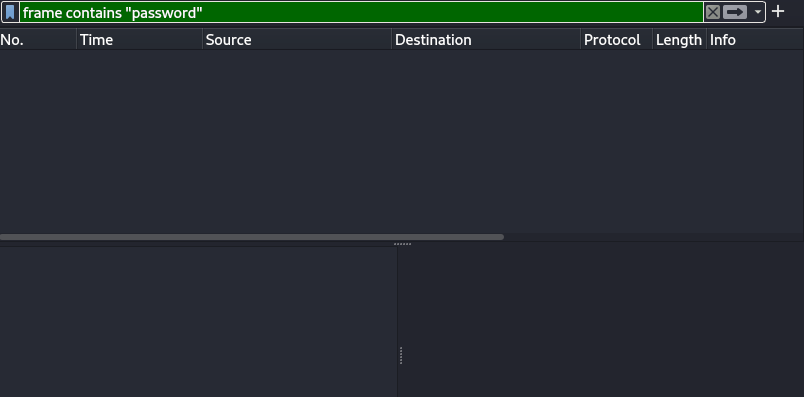 frame contains "password"
No. Time Source Destination Protocol Length Info